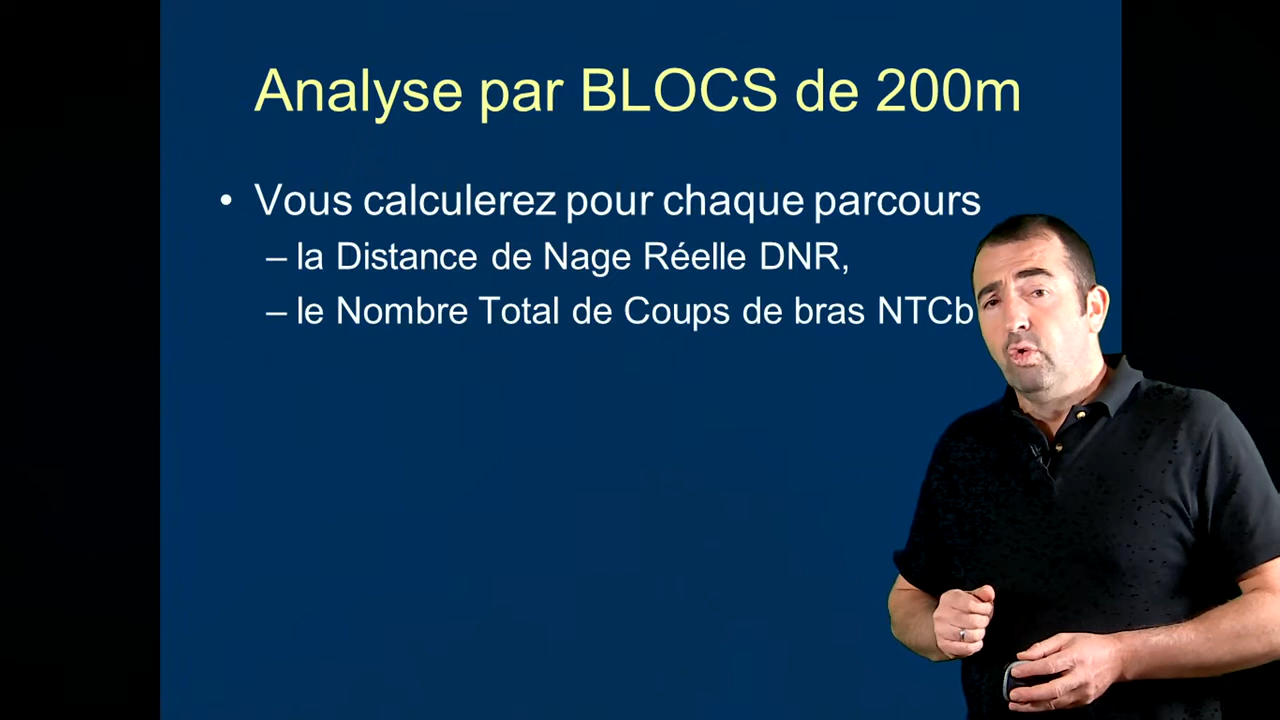 Analyse par BLOCS de 200m
• Vous calculerez pour chaque parcours
– la Distance de Nage Réelle DNR,
– le Nombre Total de Coups de bras NTCb